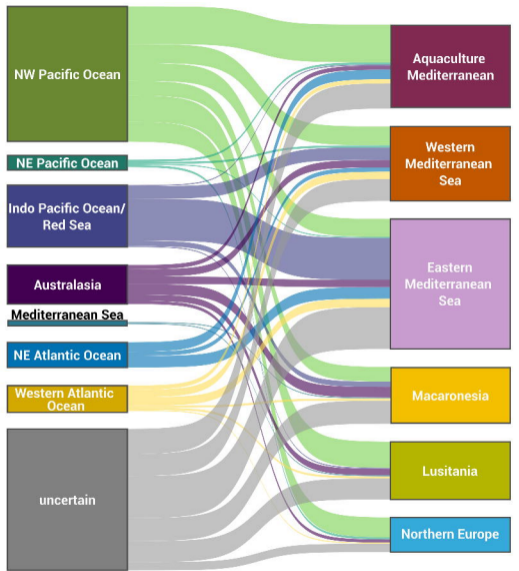 NW Pacific Ocean
NE Pacific Ocean
Indo Pacific Ocean/
Red Sea
Australasia
Mediterranean Sea
NE Atlantic Ocean
Western Atlantic
Ocean
uncertain
Aquaculture
Mediterranean
Western
Mediterranean
Sea
Eastern
Mediterranean
Sea
Macaronesia
Lusitania
Northern Europe